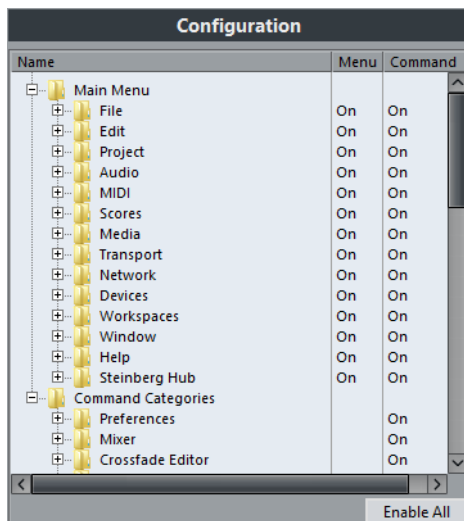 Configuration
Name Menu Command
Main Menu
File On On
Edit On On
Project On On
Audio On On
MIDI On On
Scores On On
Media On On
Transport On On
Network On On
Devices On On
Workspaces On On
Window On On
Help On On
Steinberg Hub On On
Command Categories
Preferences On
Mixer On
Crossfade Editor On
Enable All